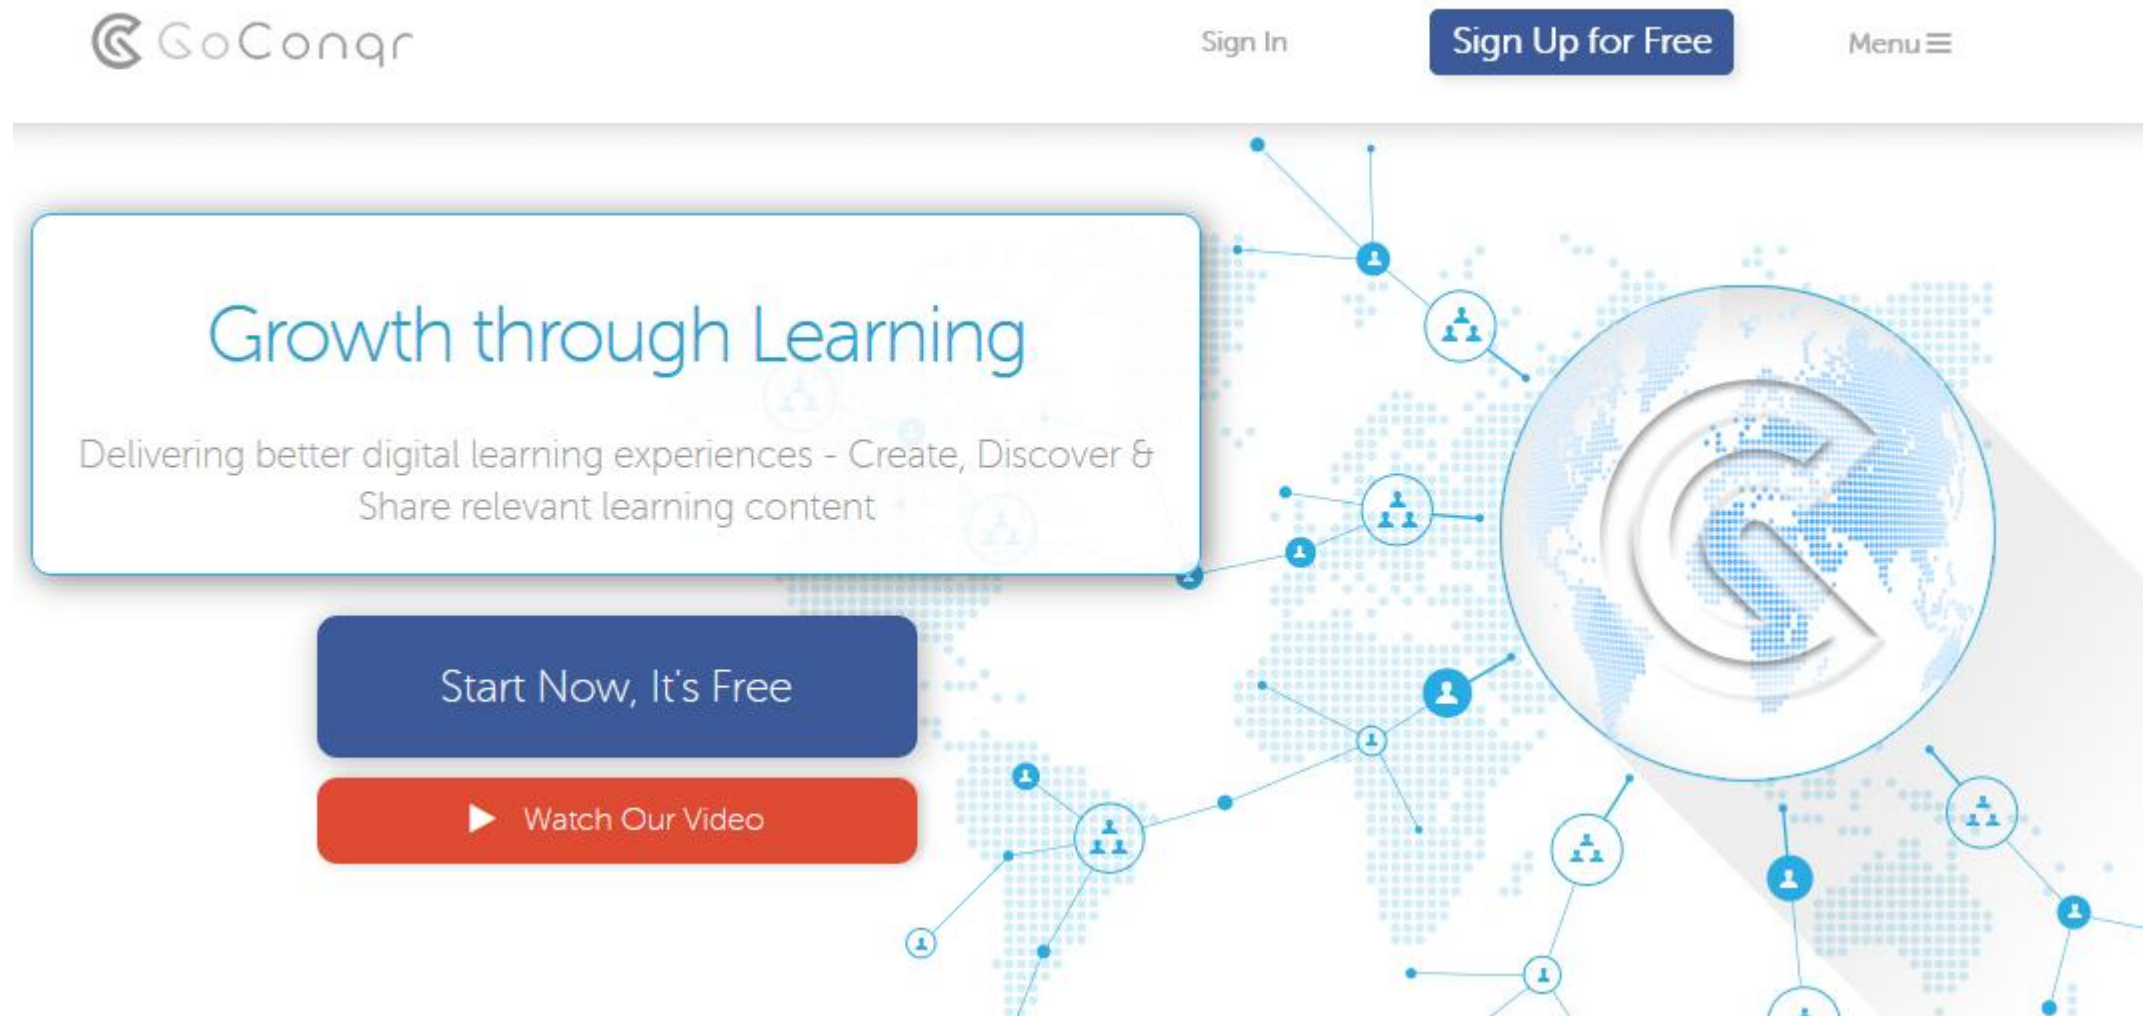 GoConqr
Sign In
Sign Up for Free
Menu
Growth through Learning
Delivering better digital learning experiences - Create, Discover &
Share relevant learning content
Start Now, It's Free
Watch Our Video